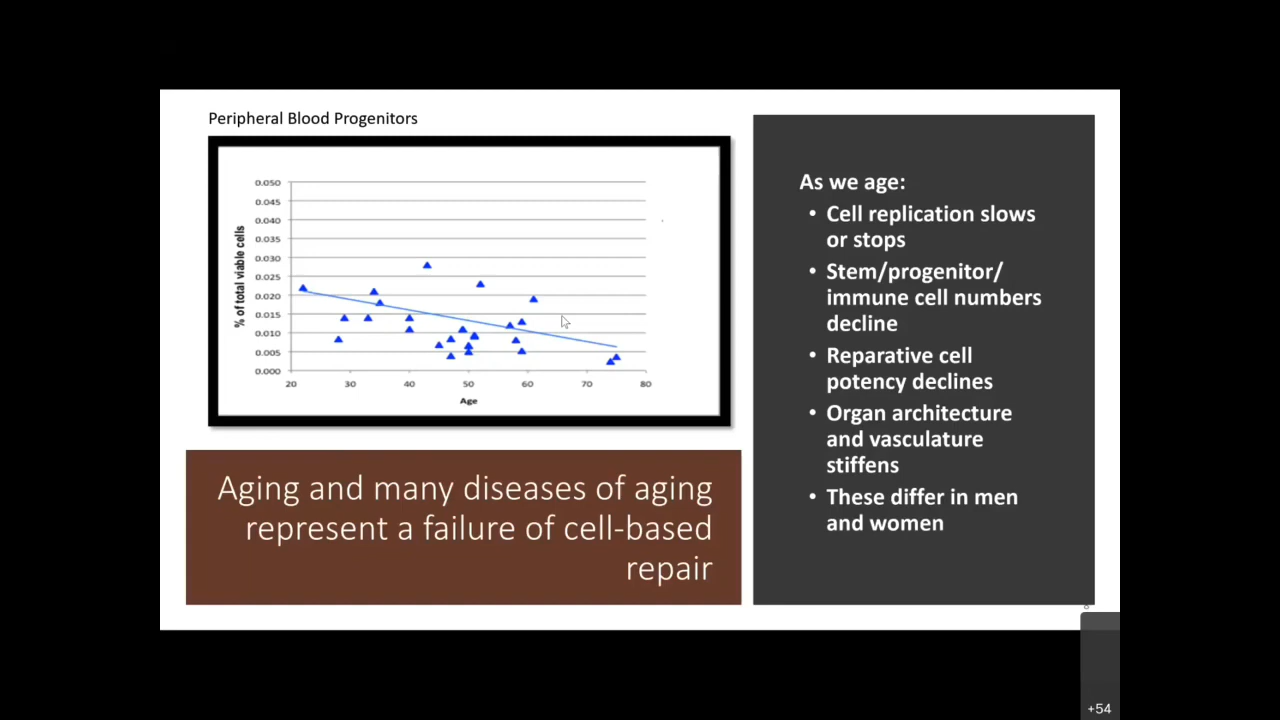 Peripheral Blood Progenitors
0.050
0.045
0.040
0.035
0.030
0.025
0.020
0.015
0.010
0.005
0.000
% of total viable cells
20 30 40 50 60 70 80
Age
Aging and many diseases of aging
represent a failure of cell-based
repair
As we age:
• Cell replication slows
or stops
• Stem/progenitor/
immune cell numbers
decline
• Reparative cell
potency declines
• Organ architecture
and vasculature
stiffens
• These differ in men
and women
+54